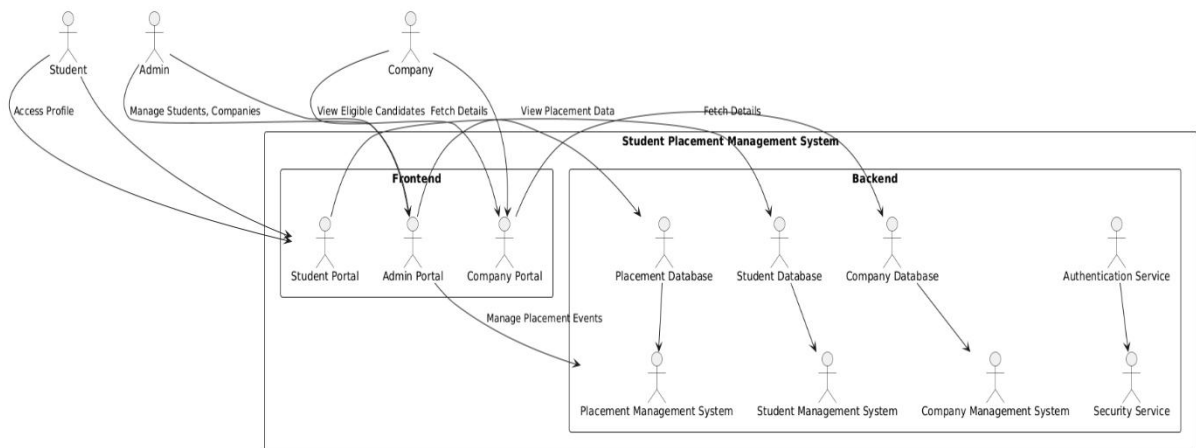 Student
Admin
Company
Access Profile
Manage Students, Companies
View Eligible Candidates
Fetch Details
View Placement Data
Fetch Details
Student Placement Management System
Frontend
Backend
Student Portal
Admin Portal
Company Portal
Placement Database
Student Database
Company Database
Authentication Service
Manage Placement Events
Placement Management System
Student Management System
Company Management System
Security Service